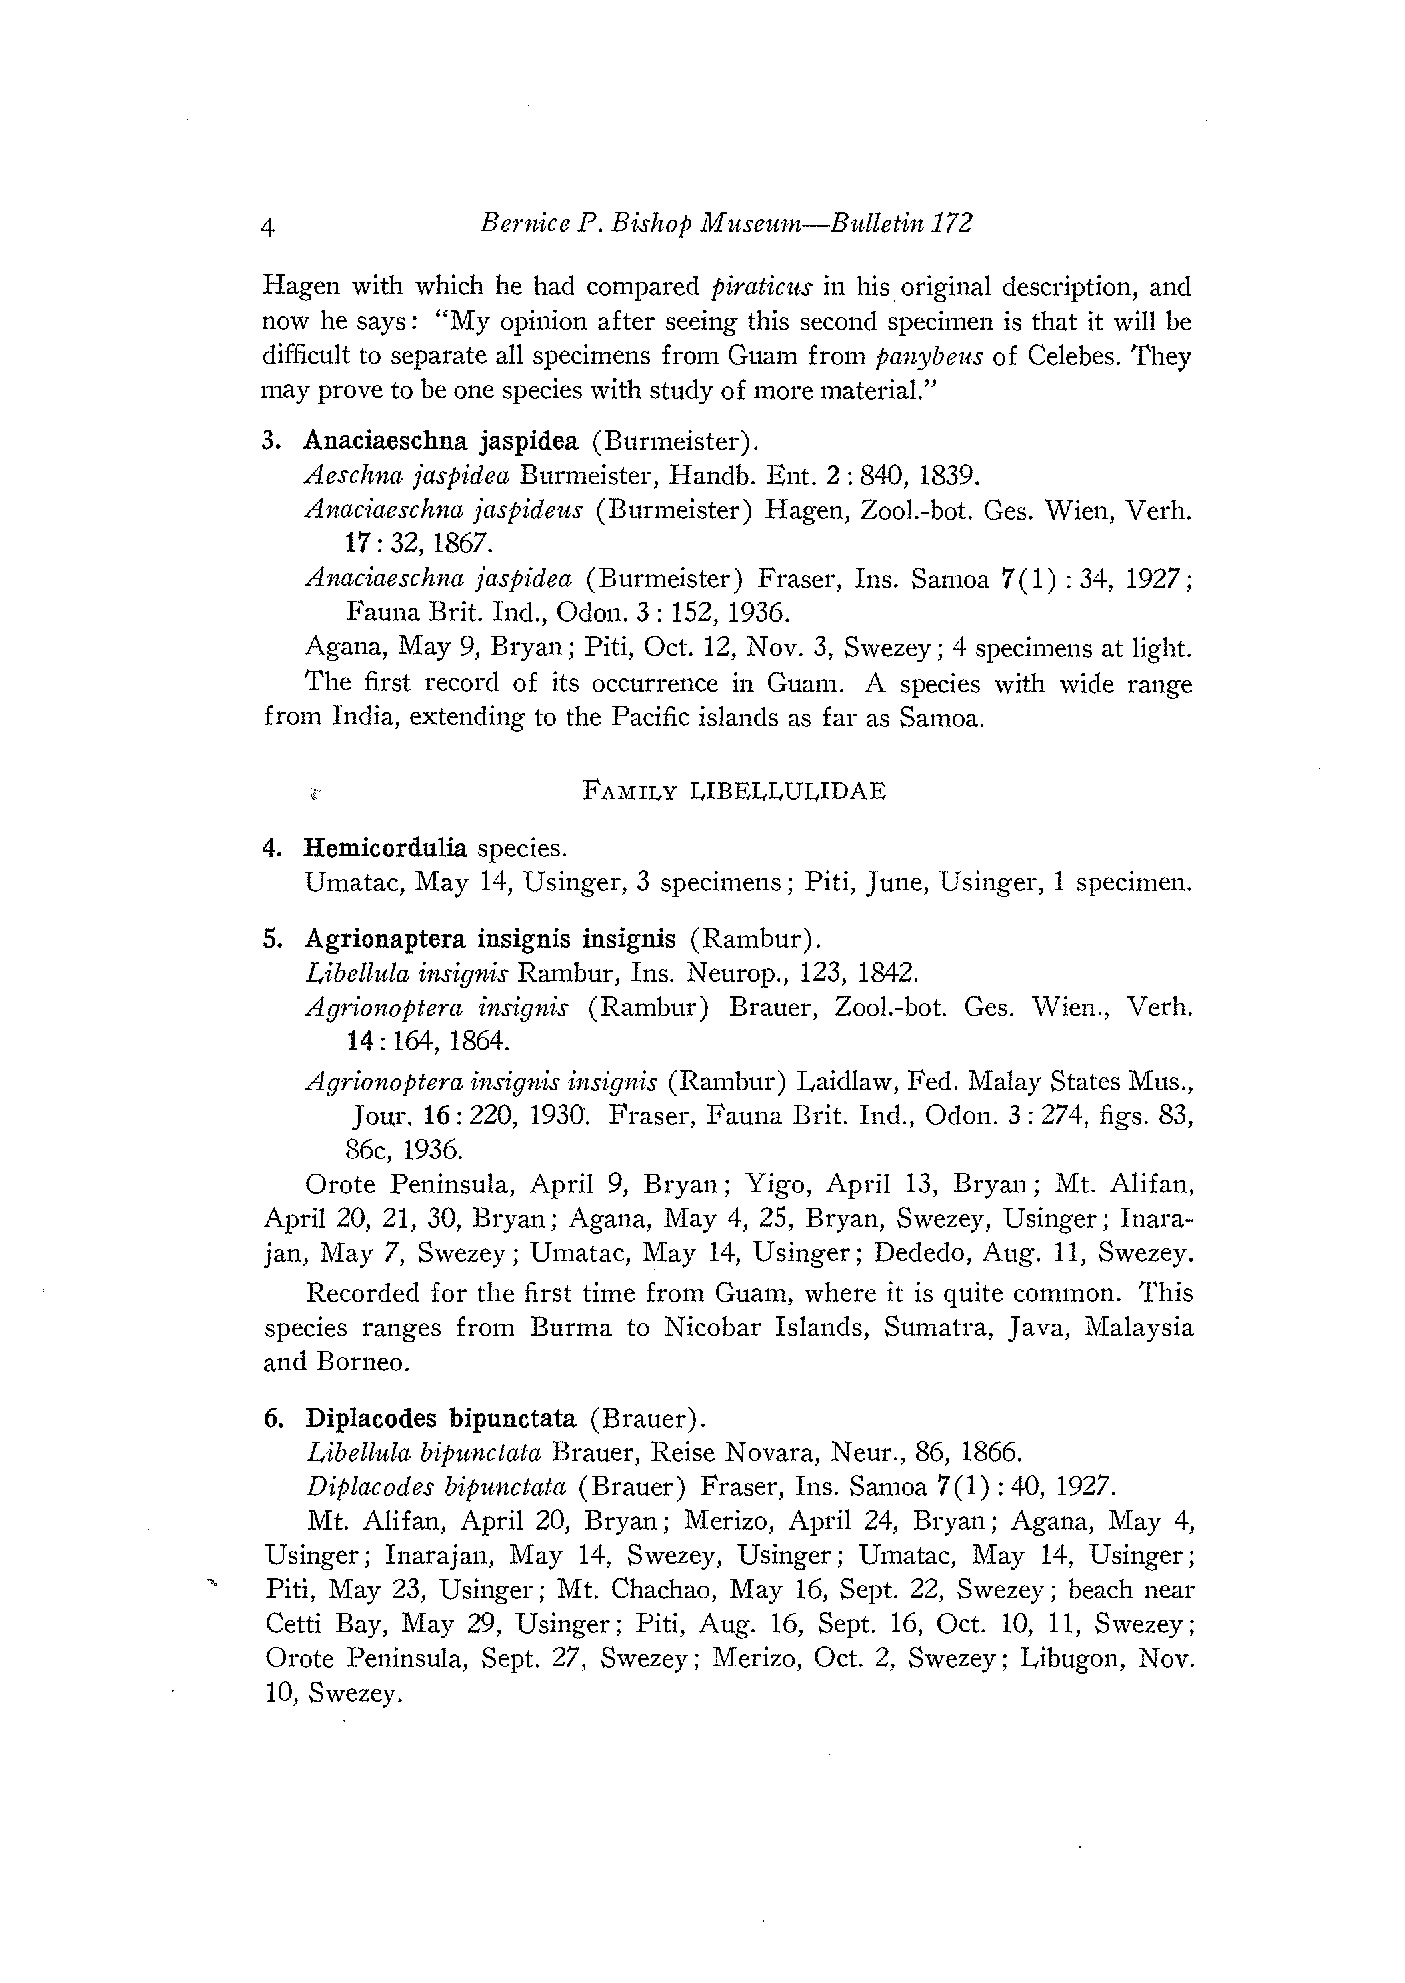 4 Bernice P. Bishop Museum—Bulletin 172
Hagen with which he had compared piraticus in his original description, and
now he says: “My opinion after seeing this second specimen is that it will be
difficult to separate all specimens from Guam from panybeus of Celebes. They
may prove to be one species with study of more material.”
3. Anaciaeschna jaspidea (Burmeister).
Aeschna jaspidea Burmeister, Handb. Ent. 2: 840, 1839.
Anaciaeschna jaspideus (Burmeister) Hagen, Zool.-bot. Ges. Wien, Verh.
17: 32, 1867.
Anaciaeschna jaspidea (Burmeister) Fraser, Ins. Samoa 7(1): 34, 1927;
Fauna Brit. Ind., Odon. 3: 152, 1936.
Agana, May 9, Bryan; Piti, Oct. 12, Nov. 3, Swezey; 4 specimens at light.
The first record of its occurrence in Guam. A species with wide range
from India, extending to the Pacific islands as far as Samoa.
FAMILY LIBELLULIDAE
4. Hemicordulia species.
Umatac, May 14, Usinger, 3 specimens; Piti, June, Usinger, 1 specimen.
5. Agrionaptera insignis insignis (Rambur).
Libellula insignis Rambur, Ins. Neurop., 123, 1842.
Agrionoptera insignis (Rambur) Brauer, Zool.-bot. Ges. Wien., Verh.
14: 164, 1864.
Agrionoptera insignis insignis (Rambur) Laidlaw, Fed. Malay States Mus.,
Jour. 16: 220, 1930. Fraser, Fauna Brit. Ind., Odon. 3: 274, figs. 83,
86c, 1936.
Orote Peninsula, April 9, Bryan; Yigo, April 13, Bryan; Mt. Alifan,
April 20, 21, 30, Bryan; Agana, May 4, 25, Bryan, Swezey, Usinger; Inara-
jan, May 7, Swezey; Umatac, May 14, Usinger; Dededo, Aug. 11, Swezey.
Recorded for the first time from Guam, where it is quite common. This
species ranges from Burma to Nicobar Islands, Sumatra, Java, Malaysia
and Borneo.
6. Diplacodes bipunctata (Brauer).
Libellula bipunctata Brauer, Reise Novara, Neur., 86, 1866.
Diplacodes bipunctata (Brauer) Fraser, Ins. Samoa 7(1): 40, 1927.
Mt. Alifan, April 20, Bryan; Merizo, April 24, Bryan; Agana, May 4,
Usinger; Inarajan, May 14, Swezey, Usinger; Umatac, May 14, Usinger;
Piti, May 23, Usinger; Mt. Chachao, May 16, Sept. 22, Swezey; beach near
Cetti Bay, May 29, Usinger; Piti, Aug. 16, Sept. 16, Oct. 10, 11, Swezey;
Orote Peninsula, Sept. 27, Swezey; Merizo, Oct. 2, Swezey; Libugon, Nov.
10, Swezey.